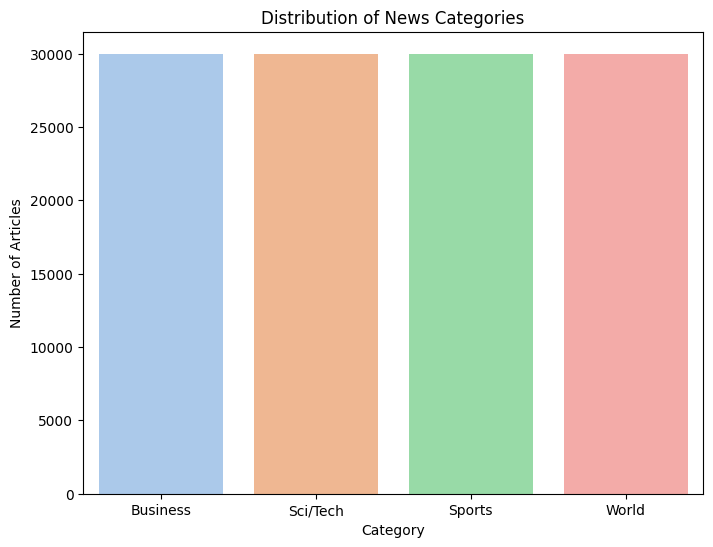 Distribution of News Categories
30000
25000
20000
15000
10000
5000
0
Number of Articles
Business Sci/Tech Sports World
Category